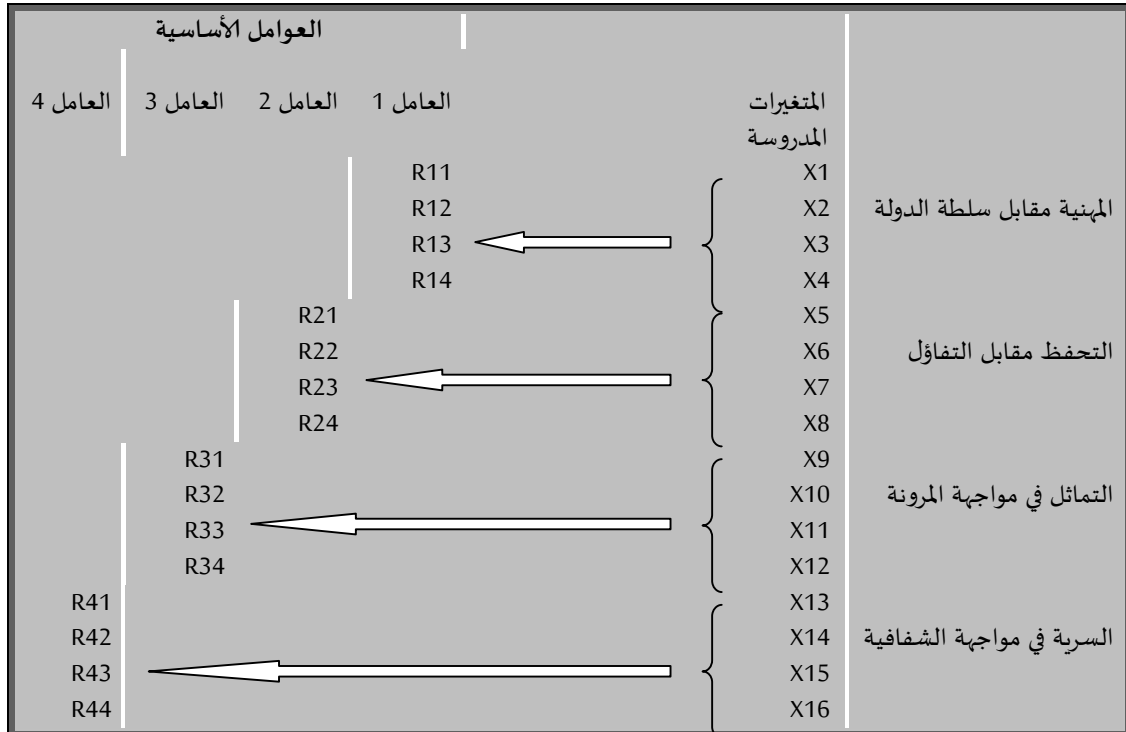 العوامل الأساسية
المتغيرات العامل 1 العامل 2 العامل 3 العامل 4
المدروسة
X1 R11
المهنية مقابل سلطة الدولة X2 R12
X3 R13
X4 R14
X5 R21
التحفظ مقابل التفاؤل X6 R22
X7 R23
X8 R24
X9 R31
التماثل في مواجهة المرونة X10 R32
X11 R33
X12 R34
X13 R41
السرية في مواجهة الشفافية X14 R42
X15 R43
X16 R44